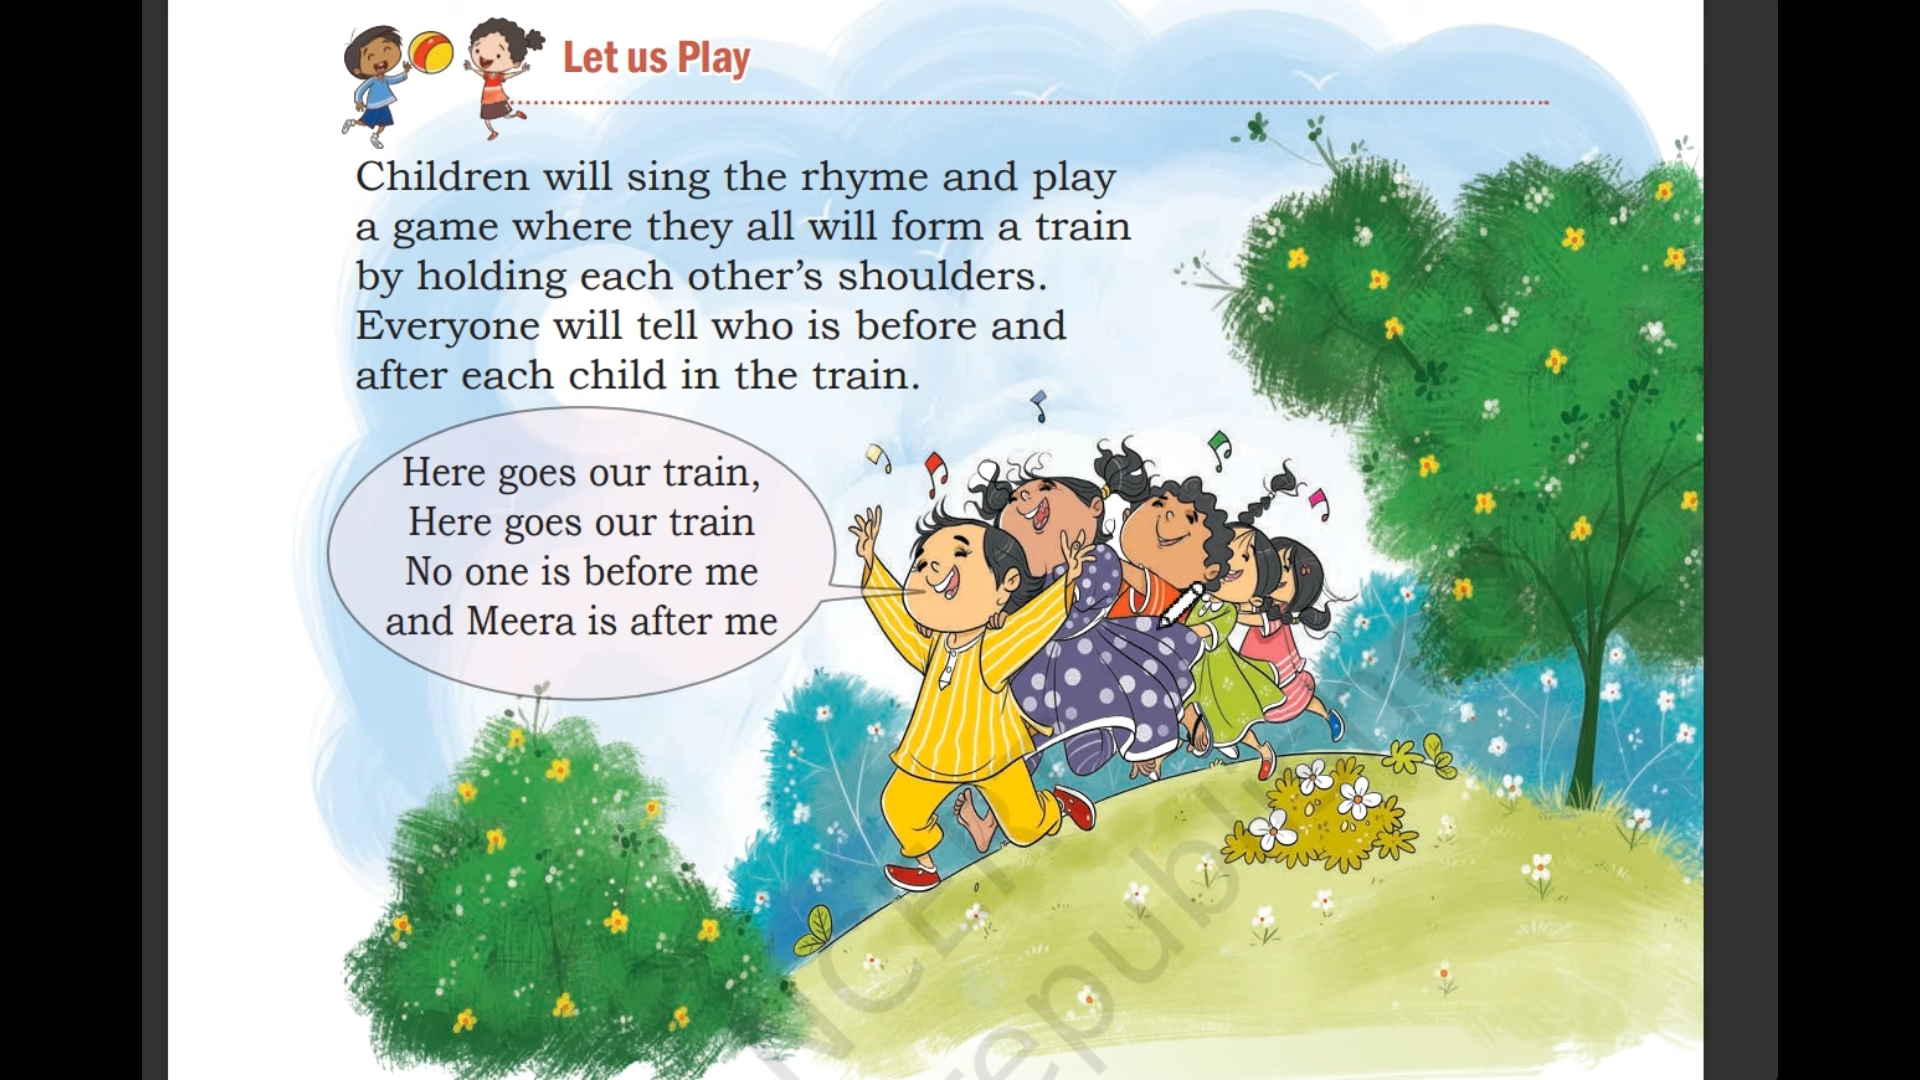 Let us Play
Children will sing the rhyme and play
a game where they all will form a train
by holding each other’s shoulders.
Everyone will tell who is before and
after each child in the train.
Here goes our train,
Here goes our train
No one is before me
and Meera is after me